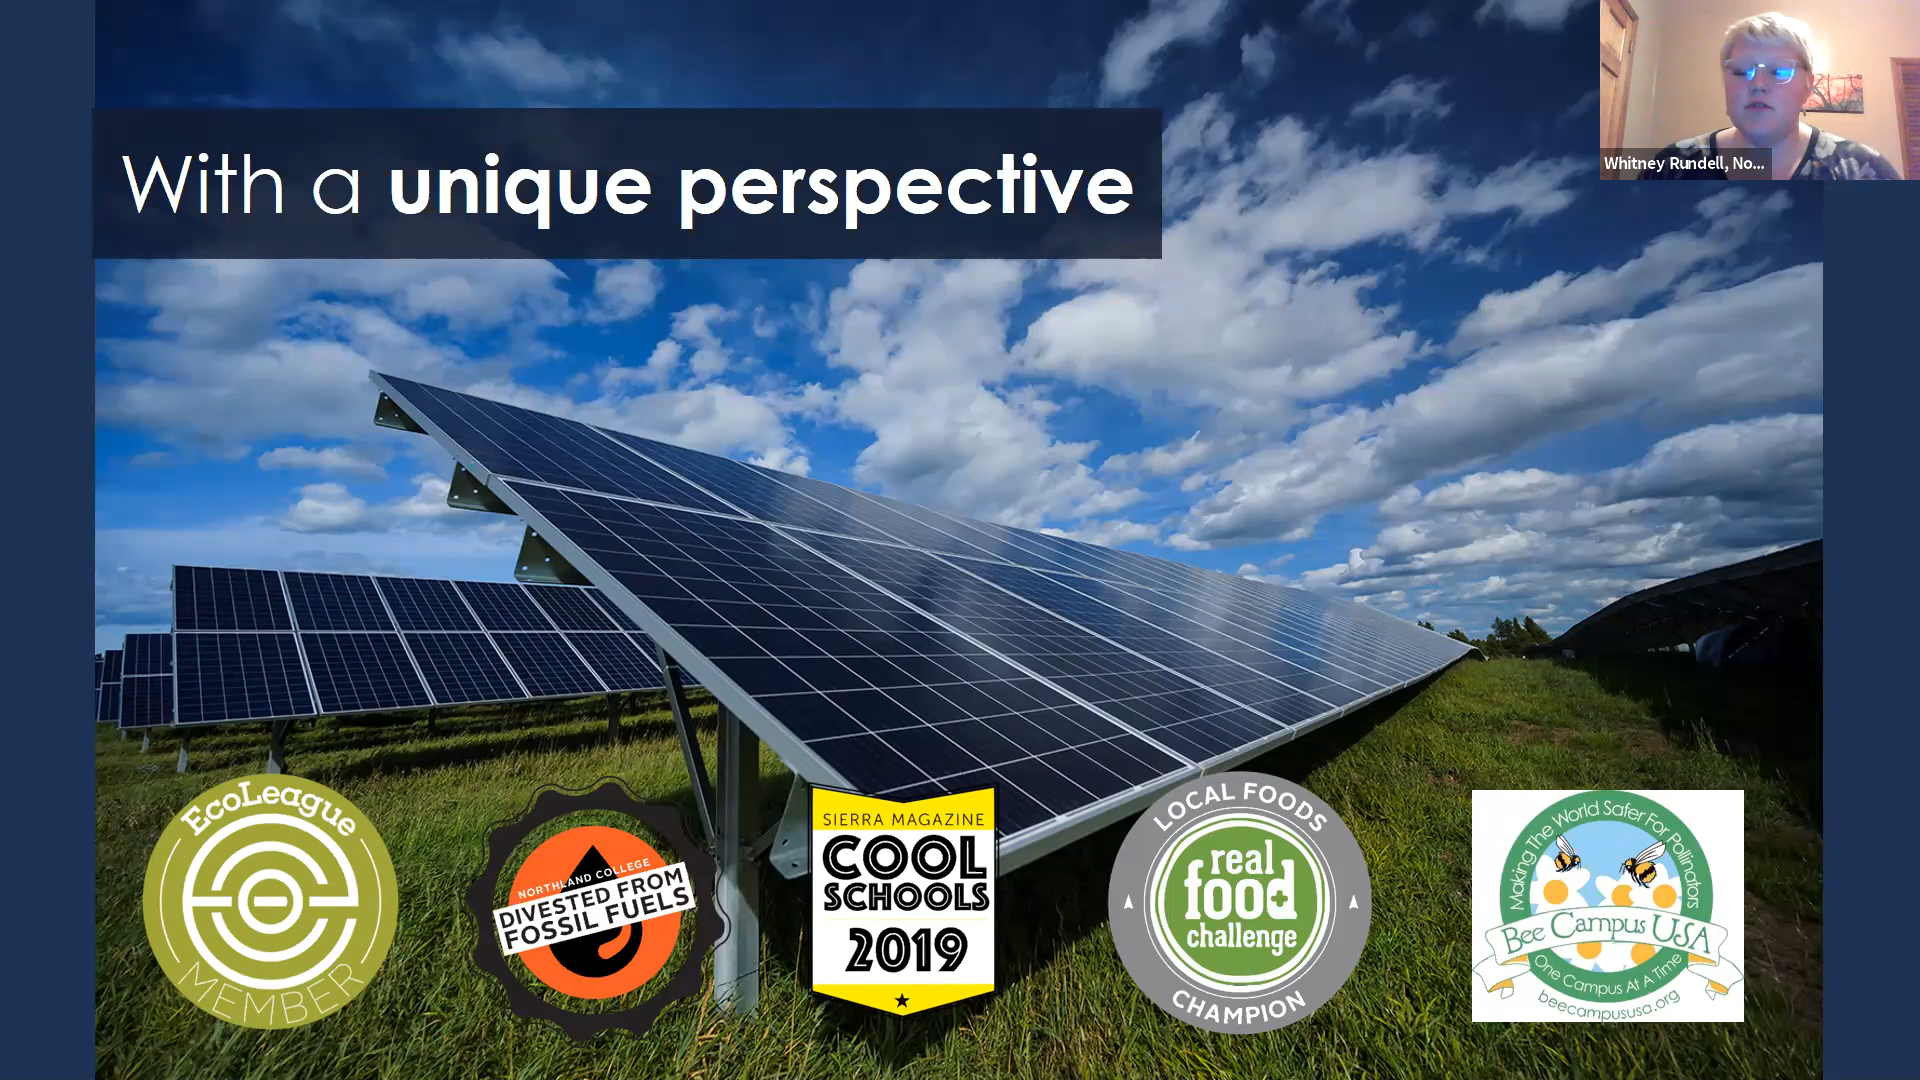 With a unique perspective
Whitney Rundell, No...
EcoLeague
MEMBER
NORTHLAND COLLEGE
DIVESTED FROM
FOSSIL FUELS
SIERRA MAGAZINE
COOL
SCHOOLS
2019
LOCAL FOODS
real
food
challenge
CHAMPION
Making The World Safer For Pollinators
Bee Campus USA
One Campus At A Time
beecampususa.org